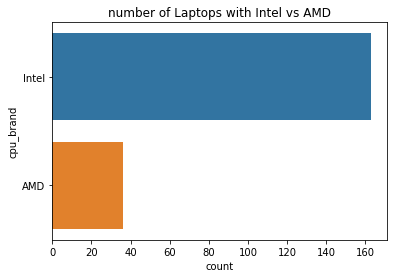 number of Laptops with Intel vs AMD
cpu_brand
Intel
AMD
0 20 40 60 80 100 120 140 160
count